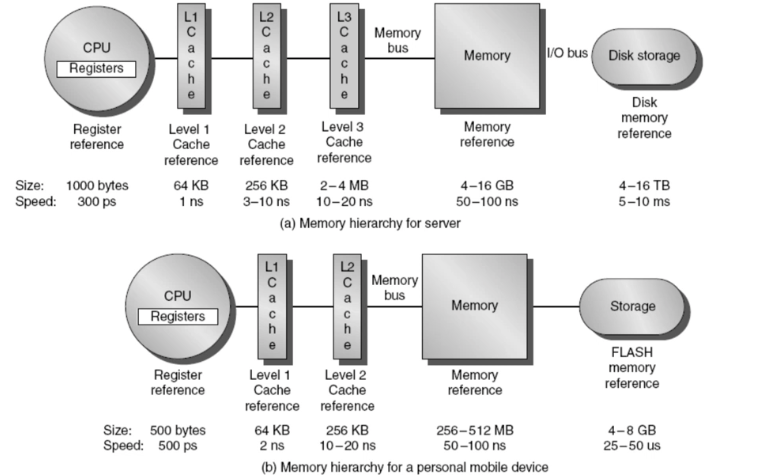 CPU
Registers
L1
C
a
c
h
e
L2
C
a
c
h
e
L3
C
a
c
h
e
Memory
bus
Memory
I/O bus
Disk storage
Register
reference
Level 1
Cache
reference
Level 2
Cache
reference
Level 3
Cache
reference
Memory
reference
Disk
memory
reference
Size: 1000 bytes 64 KB 256 KB 2–4 MB 4–16 GB 4–16 TB
Speed: 300 ps 1 ns 3–10 ns 10–20 ns 50–100 ns 5–10 ms
(a) Memory hierarchy for server
CPU
Registers
L1
C
a
c
h
e
L2
C
a
c
h
e
Memory
bus
Memory
Storage
Register
reference
Level 1
Cache
reference
Level 2
Cache
reference
Memory
reference
FLASH
memory
reference
Size: 500 bytes 64 KB 256 KB 256–512 MB 4–8 GB
Speed: 500 ps 2 ns 10–20 ns 50–100 ns 25–50 us
(b) Memory hierarchy for a personal mobile device